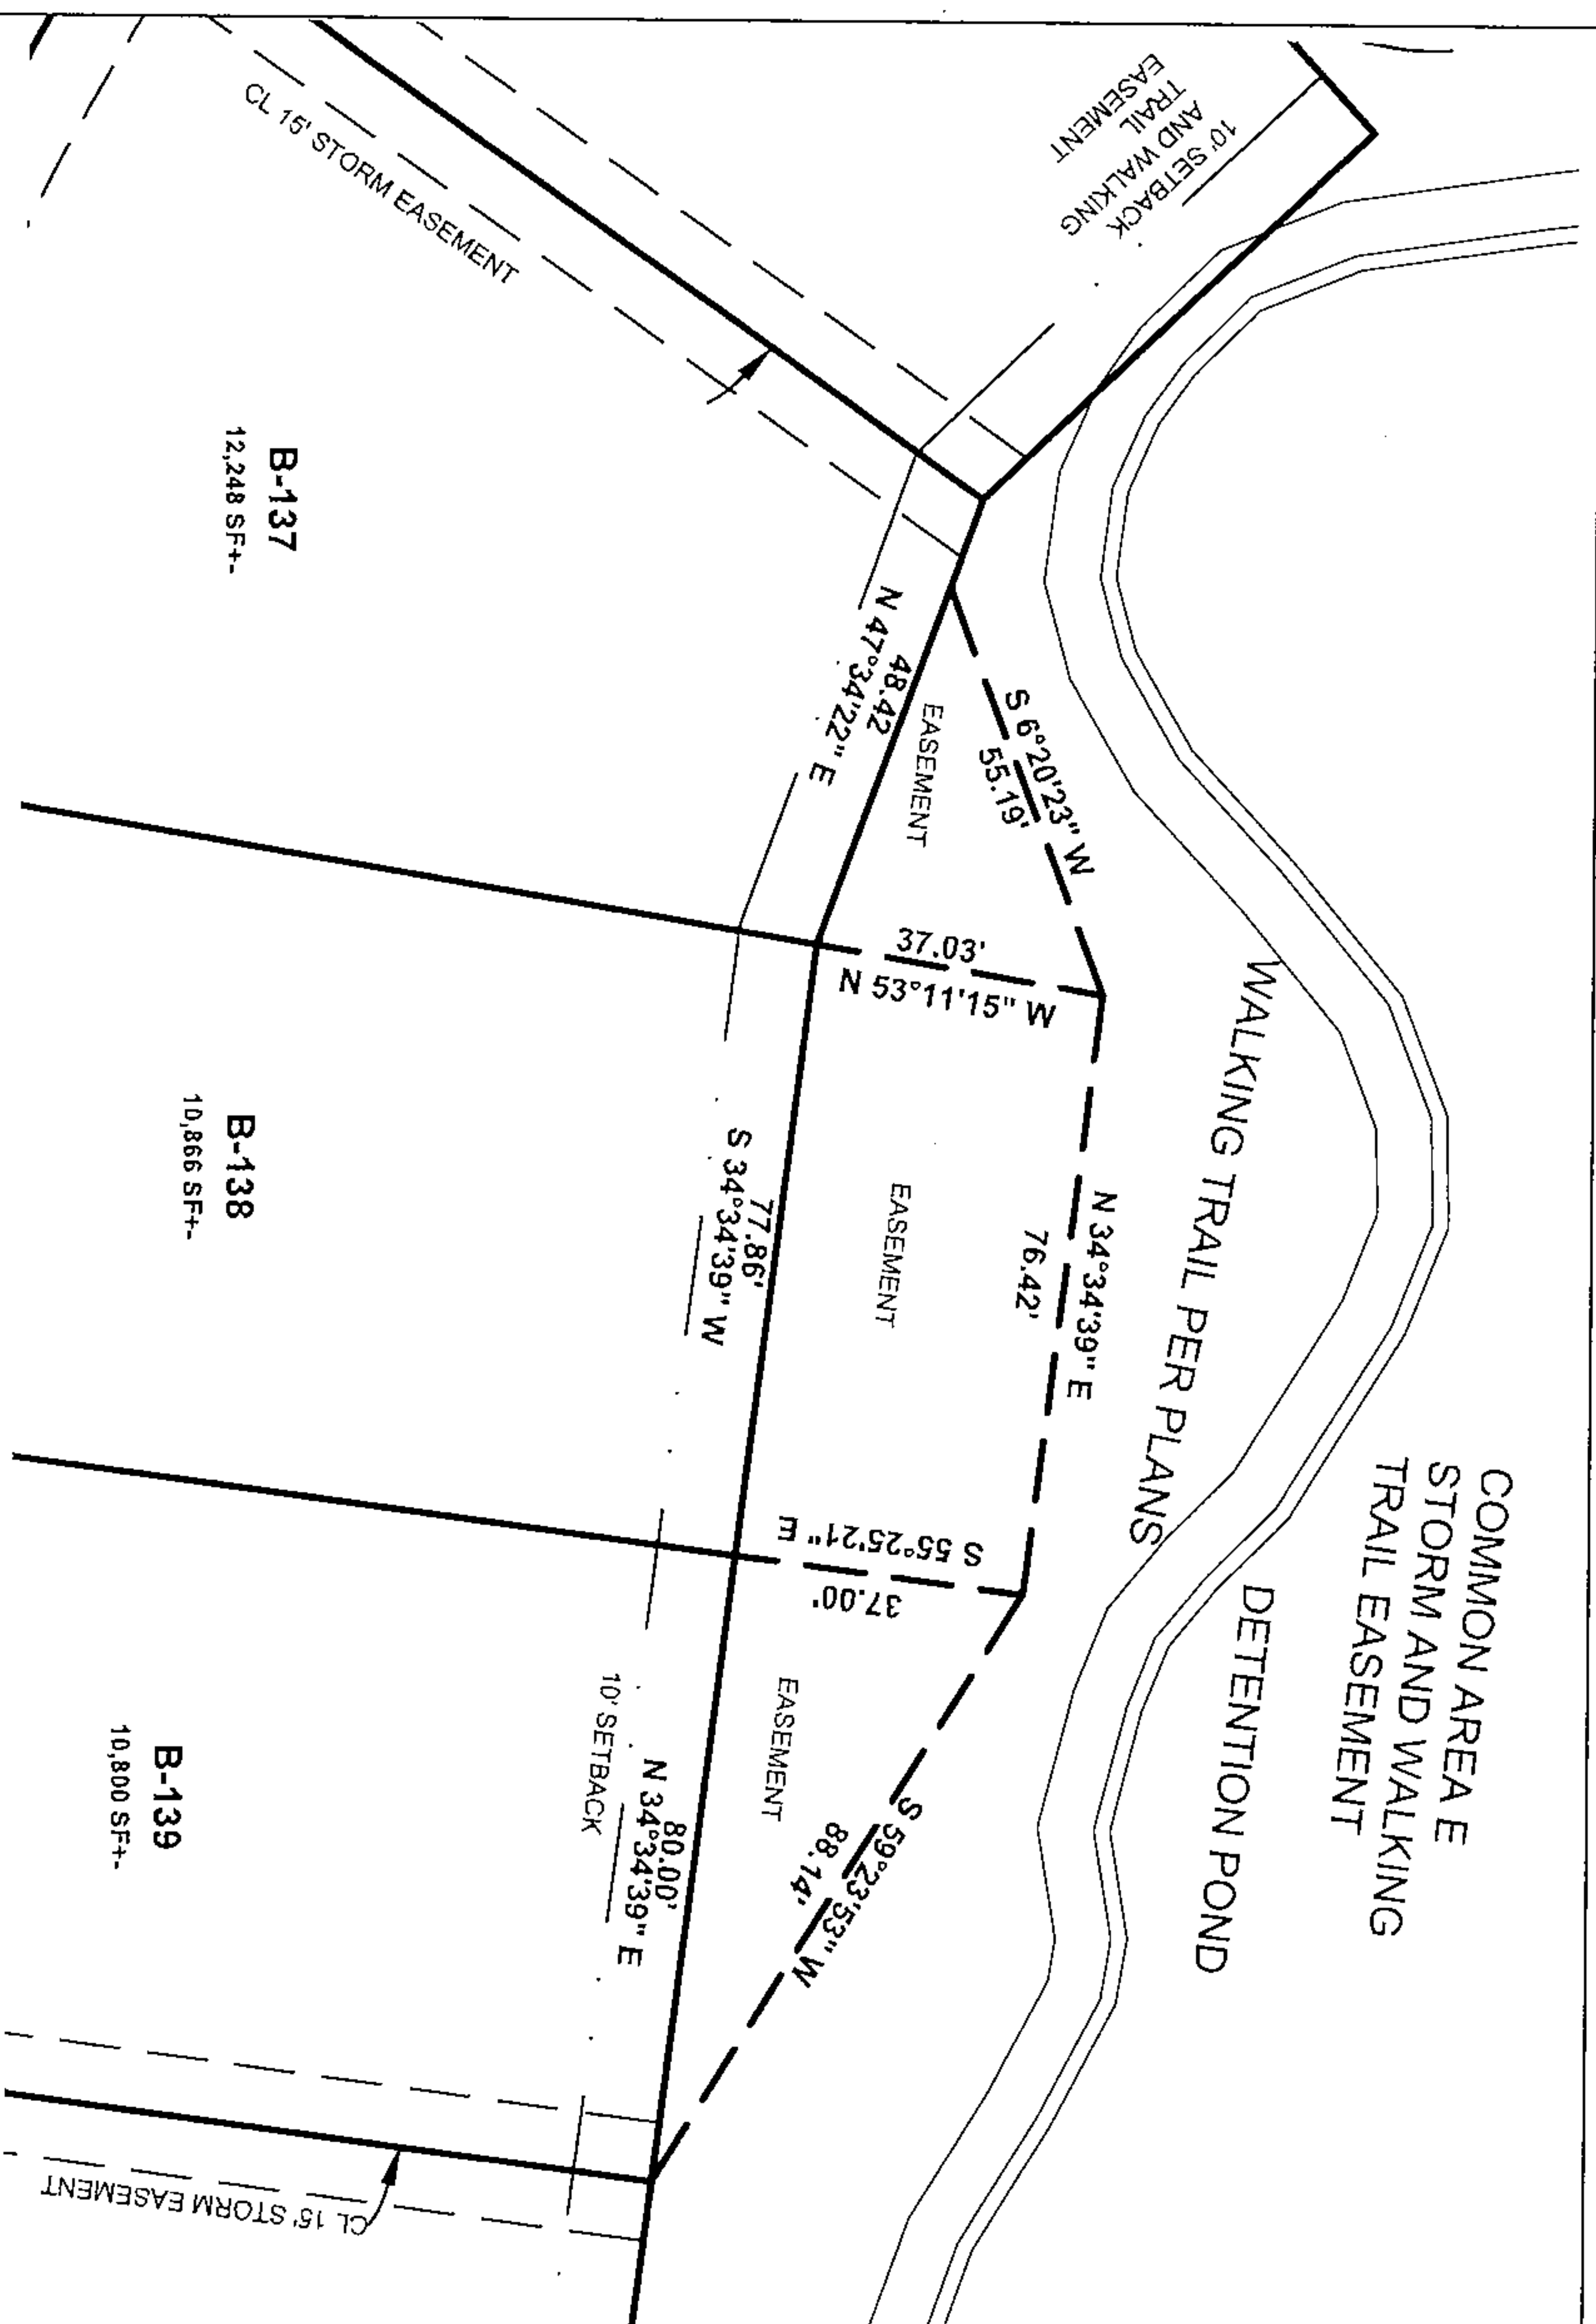 10' SETBACK
AND WALKING
TRAIL
EASEMENT
CL 15' STORM EASEMENT
B-137
12,248 SF+-
48.42
N 47°34'22" E
EASEMENT
S 6°20'23" W
55.19'
37.03'
N 53°11'15" W
WALKING TRAIL PER PLANS
N 34°34'39" E
76.42'
EASEMENT
77.86'
S 34°34'39" W
B-138
10,866 SF+-
S 55°25'21" E
37.00'
COMMON AREA E
STORM AND WALKING
TRAIL EASEMENT
DETENTION POND
EASEMENT
S 59°23'53" W
88.14'
80.00'
N 34°34'39" E
10' SETBACK
B-139
10,800 SF+-
CL 15' STORM EASEMENT